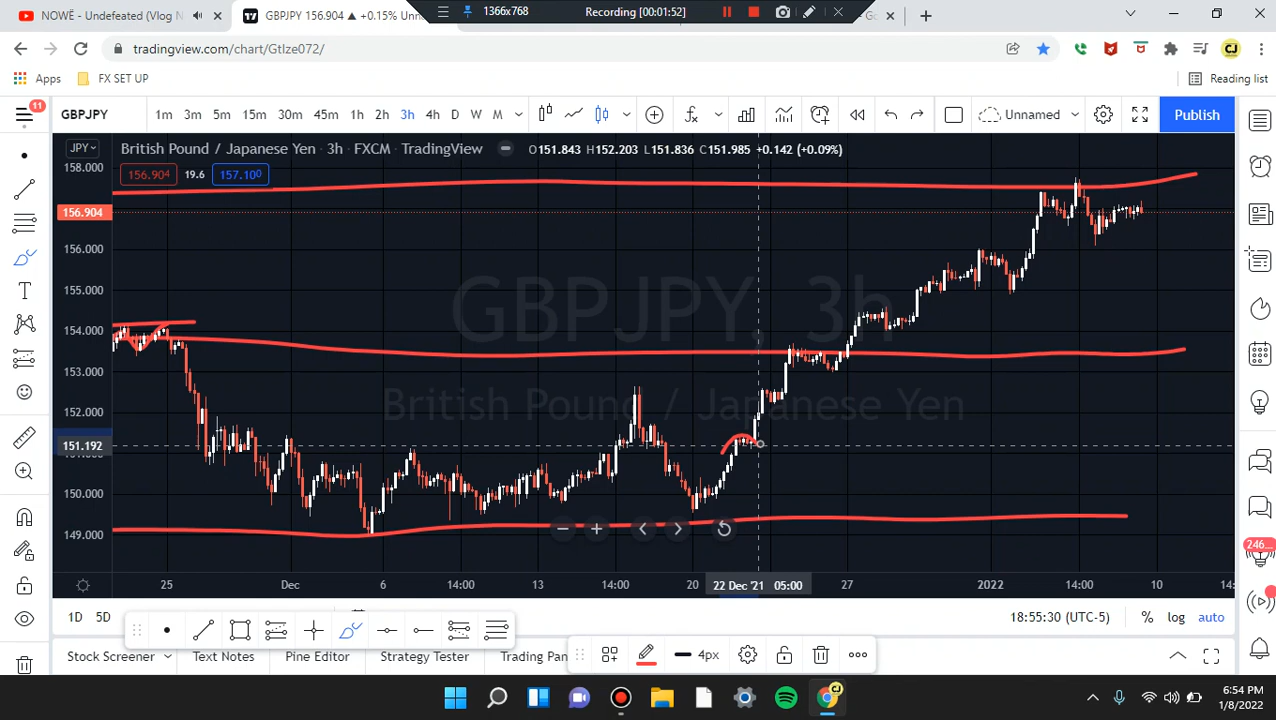 NOWË - Undefeated (Vlog N
GBPJPY 156.904 ▲ +0.15% Unn
1366x768
Recording [00:01:52]
tradingview.com/chart/GtIze072/
Apps
FX SET UP
Reading list
11
GBPJPY
1m 3m 5m 15m 30m 45m 1h 2h 3h 4h D W M
Unnamed
Publish
JPY
British Pound / Japanese Yen · 3h · FXCM · TradingView
O151.843 H152.203 L151.836 C151.985 +0.142 (+0.09%)
156.904 19.6 157.100
158.000
156.904
156.000
155.000
154.000
153.000
152.000
151.192
150.000
149.000
GBPJPY, 3h
British Pound / Japanese Yen
25 Dec 6 14:00 13 14:00 20 22 Dec '21 05:00 27 2022 14:00 10
1D 5D
18:55:30 (UTC-5)
% log auto
4px
Stock Screener
Text Notes
Pine Editor
Strategy Tester
Trading Pan
246
CJ
6:54 PM
1/8/2022